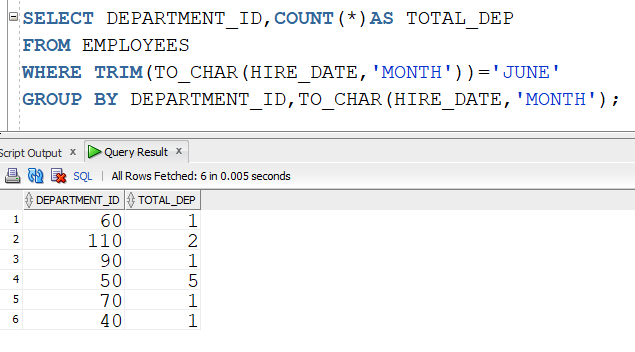 SELECT DEPARTMENT_ID,COUNT(*)AS TOTAL_DEP
FROM EMPLOYEES
WHERE TRIM(TO_CHAR(HIRE_DATE,'MONTH'))='JUNE'
GROUP BY DEPARTMENT_ID,TO_CHAR(HIRE_DATE,'MONTH');
Script Output x Query Result x
SQL | All Rows Fetched: 6 in 0.005 seconds
DEPARTMENT_ID TOTAL_DEP
1 60 1
2 110 2
3 90 1
4 50 5
5 70 1
6 40 1